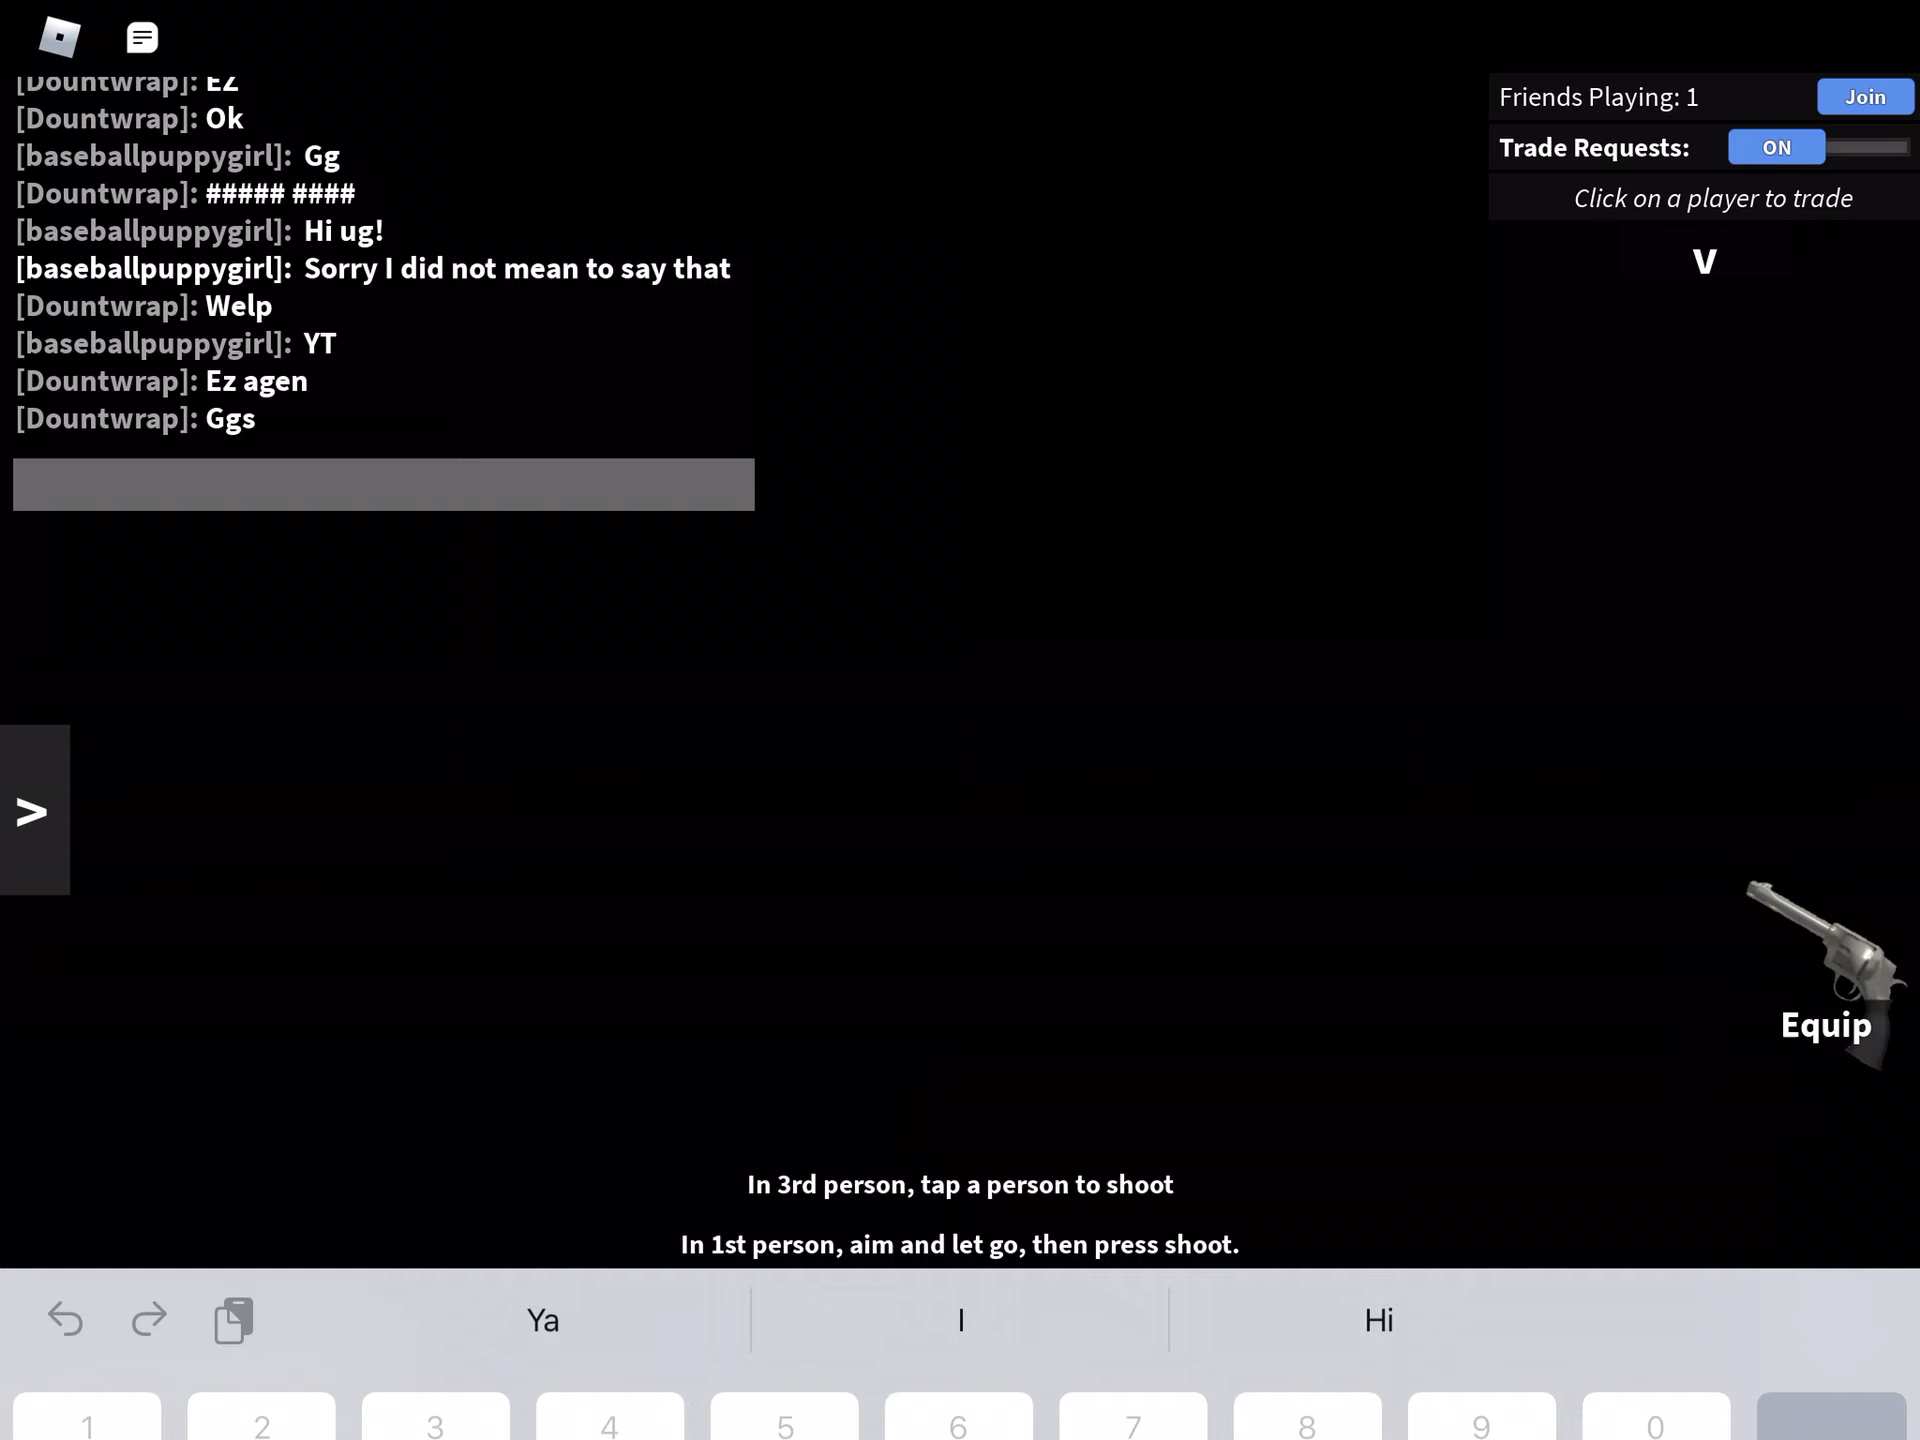 [Dountwrap]: EZ
[Dountwrap]: Ok
[baseballpuppygirl]: Gg
[Dountwrap]: ##### ####
[baseballpuppygirl]: Hi ug!
[baseballpuppygirl]: Sorry I did not mean to say that
[Dountwrap]: Welp
[baseballpuppygirl]: YT
[Dountwrap]: Ez agen
[Dountwrap]: Ggs
Friends Playing: 1 Join
Trade Requests: ON
Click on a player to trade
v
>
Equip
In 3rd person, tap a person to shoot
In 1st person, aim and let go, then press shoot.
Ya I Hi
1 2 3 4 5 6 7 8 9 0